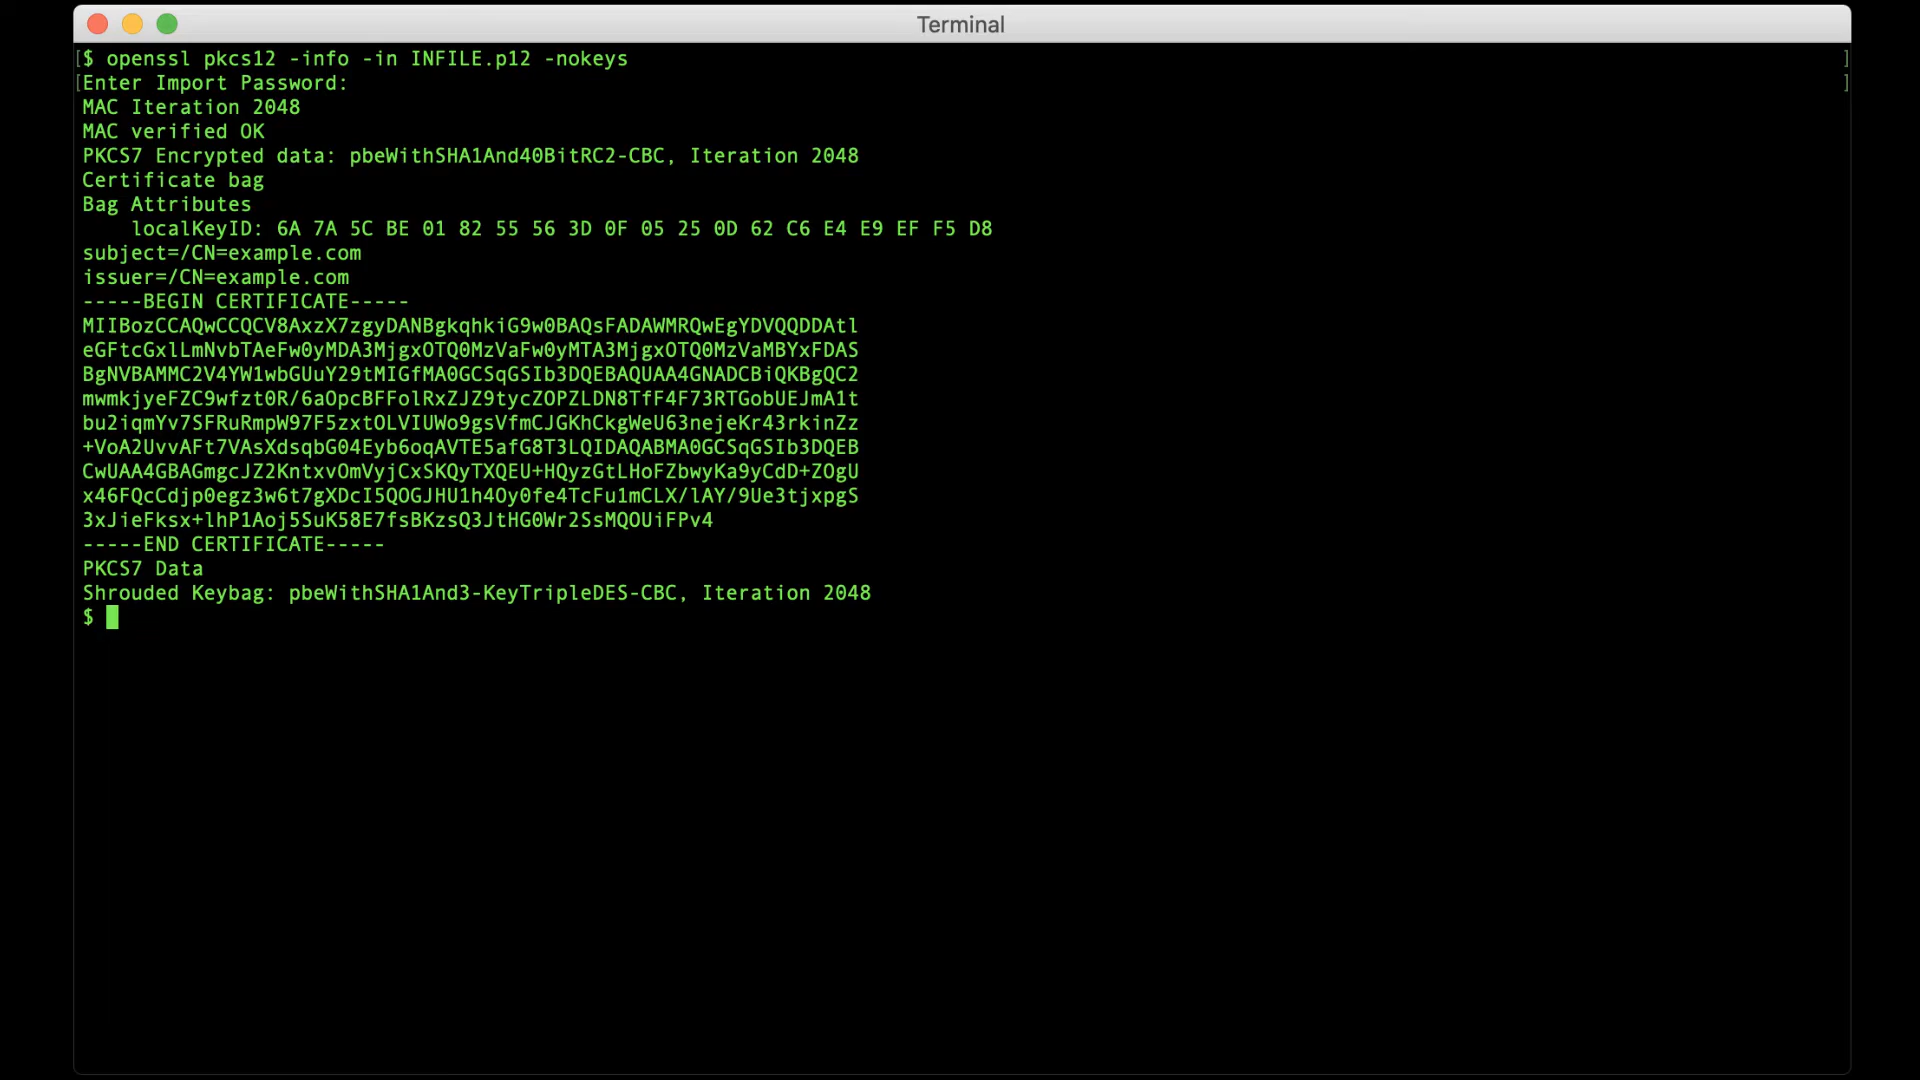 Terminal
[$ openssl pkcs12 -info -in INFILE.p12 -nokeys ]
[Enter Import Password: ]
MAC Iteration 2048
MAC verified OK
PKCS7 Encrypted data: pbeWithSHA1And40BitRC2-CBC, Iteration 2048
Certificate bag
Bag Attributes
    localKeyID: 6A 7A 5C BE 01 82 55 56 3D 0F 05 25 0D 62 C6 E4 E9 EF F5 D8
subject=/CN=example.com
issuer=/CN=example.com
-----BEGIN CERTIFICATE-----
MIIBozCCAQwCCQCV8AxzX7zgyDANBgkqhkiG9w0BAQsFADAWMRQwEgYDVQQDDAtl
eGFtcGxlLmNvbTAeFw0yMDA3MjgxOTQ0MzVaFw0yMTA3MjgxOTQ0MzVaMBYxFDAS
BgNVBAMMC2V4YW1wbGUuY29tMIGfMA0GCSqGSIb3DQEBAQUAA4GNADCBiQKBgQC2
mwmkjyeFZC9wfzt0R/6aOpcBFFolRxZJZ9tycZOPZLDN8TfF4F73RTGobUEJmA1t
bu2iqmYv7SFRuRmpW97F5zxtOLVIUWo9gsVfmCJGKhCkgWeU63nejeKr43rkinZz
+VoA2UvvAFt7VAsXdsqbG04Eyb6oqAVTE5afG8T3LQIDAQABMA0GCSqGSIb3DQEB
CwUAA4GBAGmgcJZ2KntxvOmVyjCxSKQyTXQEU+HQyzGtLHoFZbwyKa9yCdD+ZOgU
x46FQcCdjp0egz3w6t7gXDcI5QOGJHU1h4Oy0fe4TcFu1mCLX/lAY/9Ue3tjxpgS
3xJieFksx+lhP1Aoj5SuK58E7fsBKzsQ3JtHG0Wr2SsMQOUiFPv4
-----END CERTIFICATE-----
PKCS7 Data
Shrouded Keybag: pbeWithSHA1And3-KeyTripleDES-CBC, Iteration 2048
$